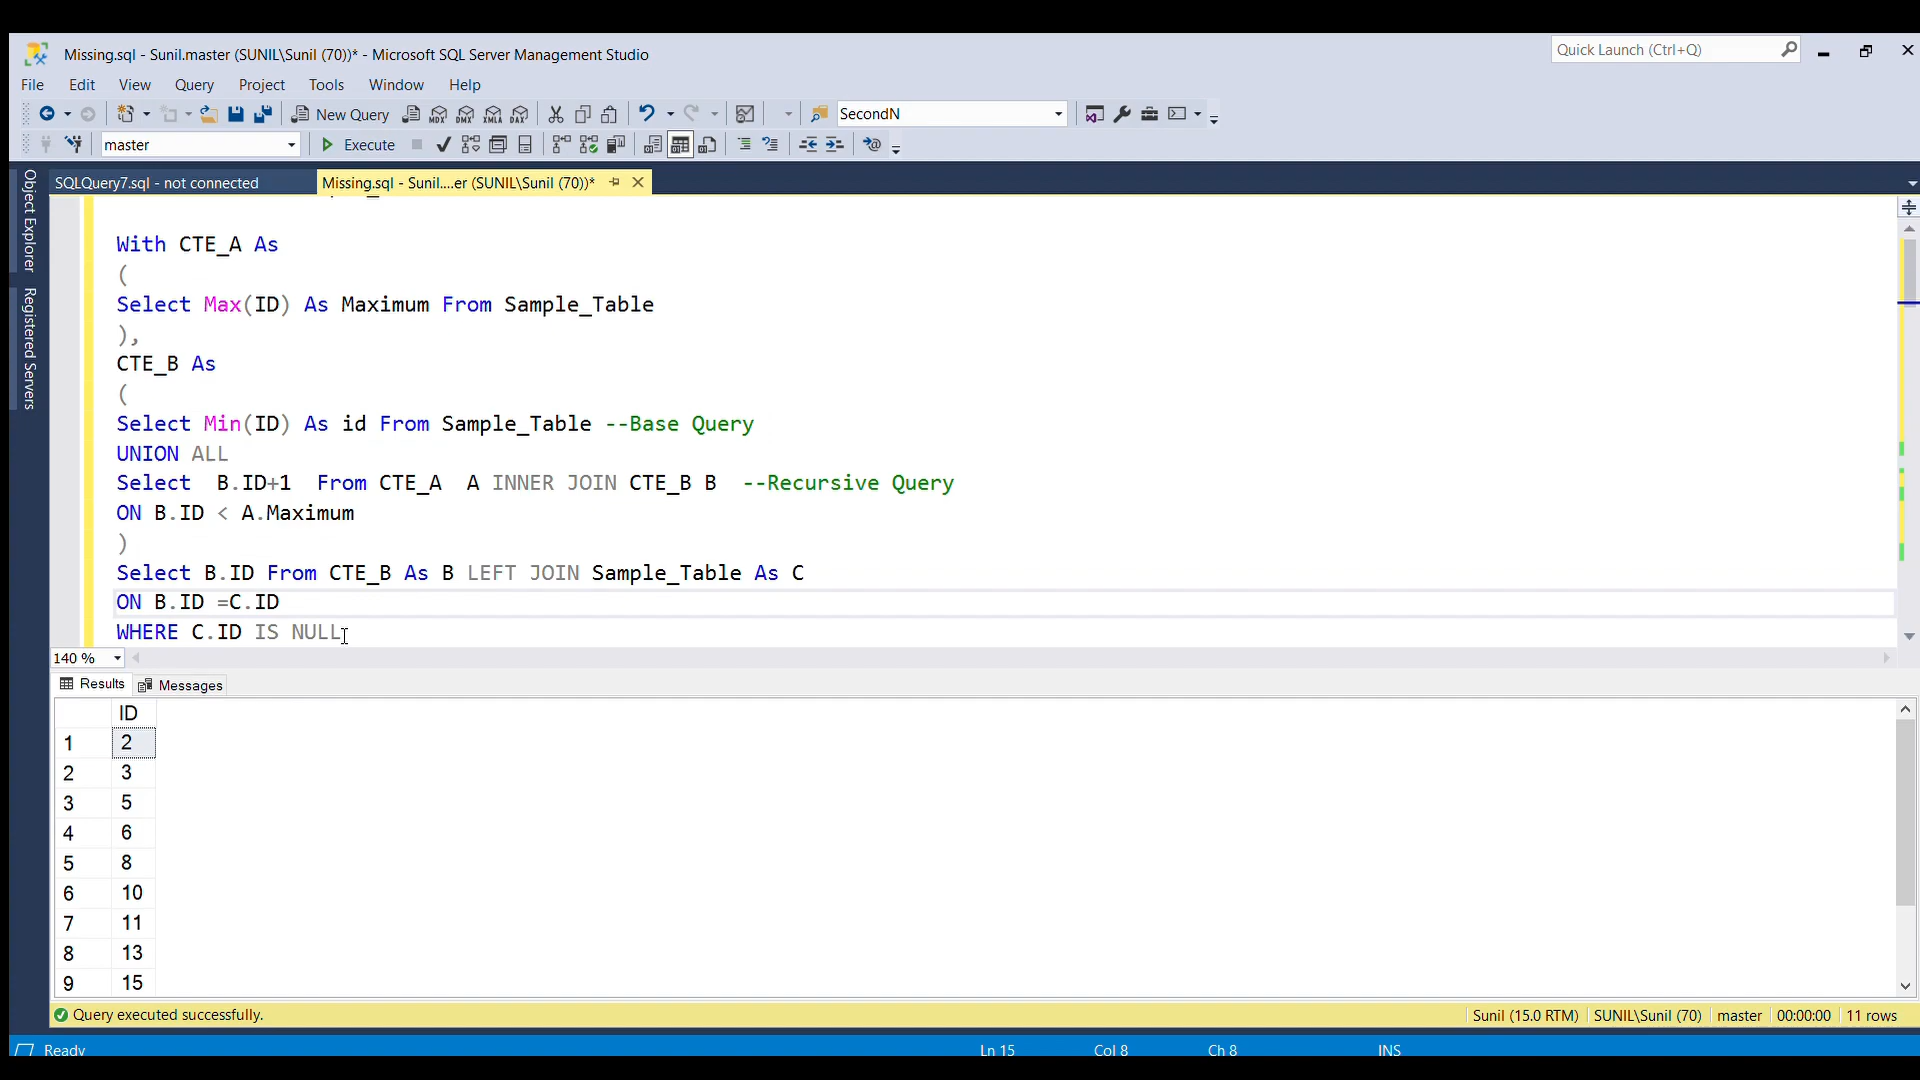 Missing.sql - Sunil.master (SUNIL\Sunil (70))* - Microsoft SQL Server Management Studio
Quick Launch (Ctrl+Q)
File Edit View Query Project Tools Window Help
New Query MDX DMX XMLA DAX SecondN
master Execute
SQLQuery7.sql - not connected Missing.sql - Sunil....er (SUNIL\Sunil (70))*
Object Explorer
Registered Servers
With CTE_A As
(
Select Max(ID) As Maximum From Sample_Table
),
CTE_B As
(
Select Min(ID) As id From Sample_Table --Base Query
UNION ALL
Select B.ID+1 From CTE_A A INNER JOIN CTE_B B --Recursive Query
ON B.ID < A.Maximum
)
Select B.ID From CTE_B As B LEFT JOIN Sample_Table As C
ON B.ID =C.ID
WHERE C.ID IS NULL
140 %
Results Messages
ID
1 2
2 3
3 5
4 6
5 8
6 10
7 11
8 13
9 15
Query executed successfully. Sunil (15.0 RTM) SUNIL\Sunil (70) master 00:00:00 11 rows
Ready Ln 15 Col 8 Ch 8 INS